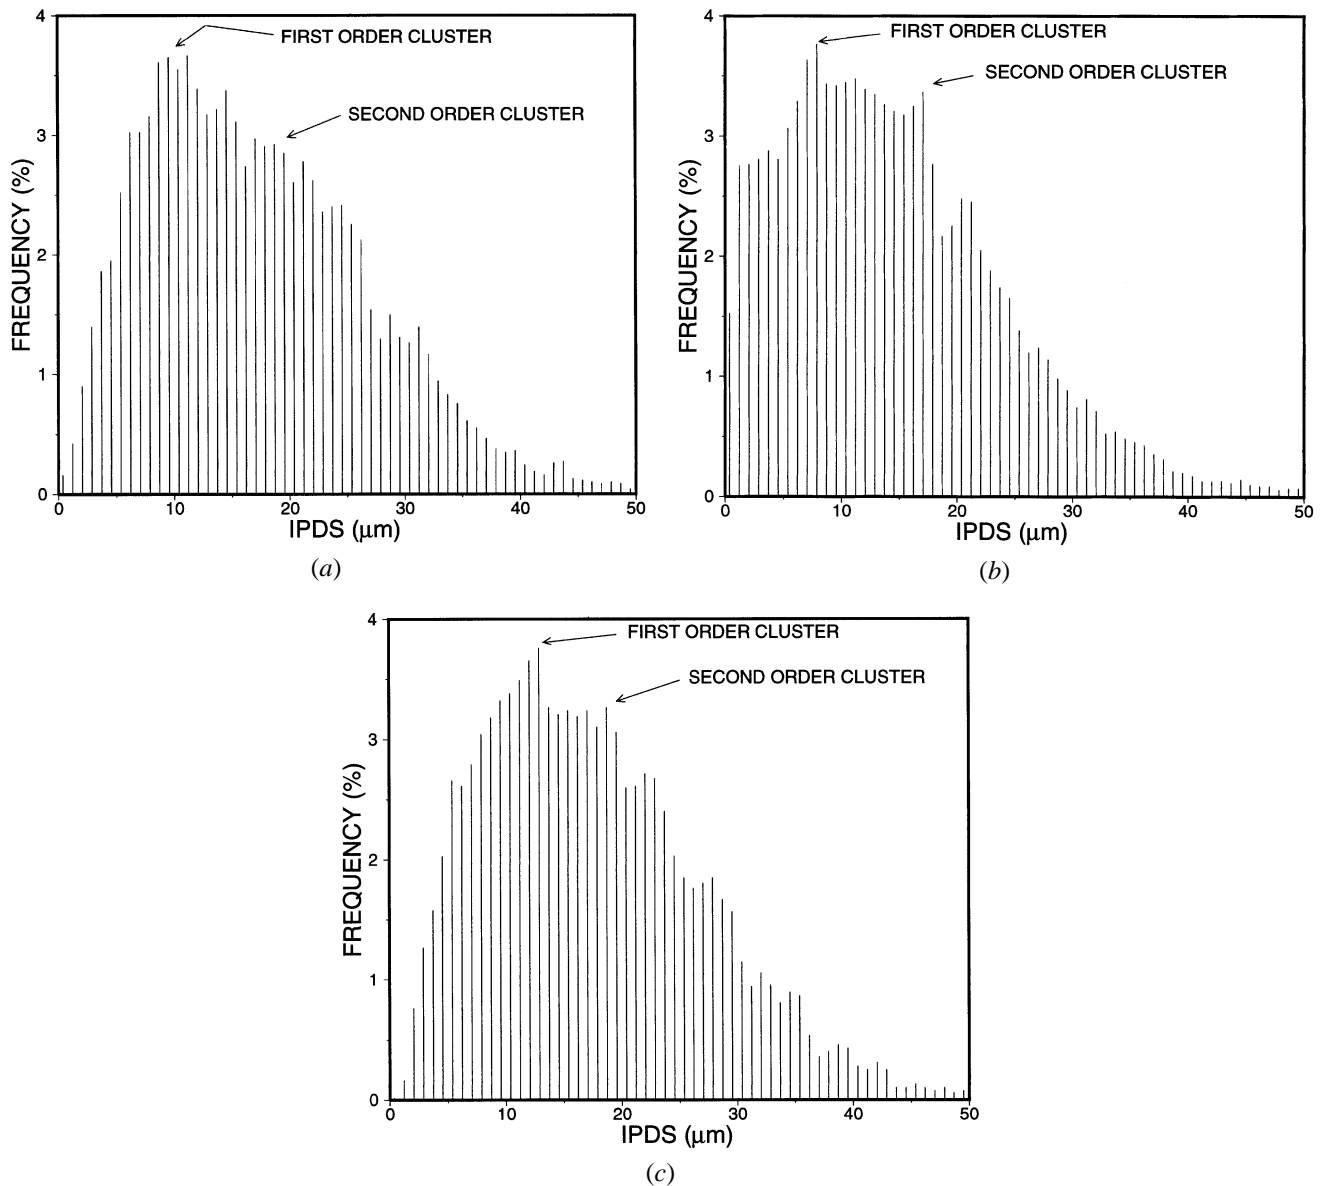 4
FIRST ORDER CLUSTER
SECOND ORDER CLUSTER
3
FREQUENCY (%)
2
1
0
0 10 20 30 40 50
IPDS (μm)
(a)
4
FIRST ORDER CLUSTER
SECOND ORDER CLUSTER
3
FREQUENCY (%)
2
1
0
0 10 20 30 40 50
IPDS (μm)
(b)
4
FIRST ORDER CLUSTER
SECOND ORDER CLUSTER
3
FREQUENCY (%)
2
1
0
0 10 20 30 40 50
IPDS (μm)
(c)